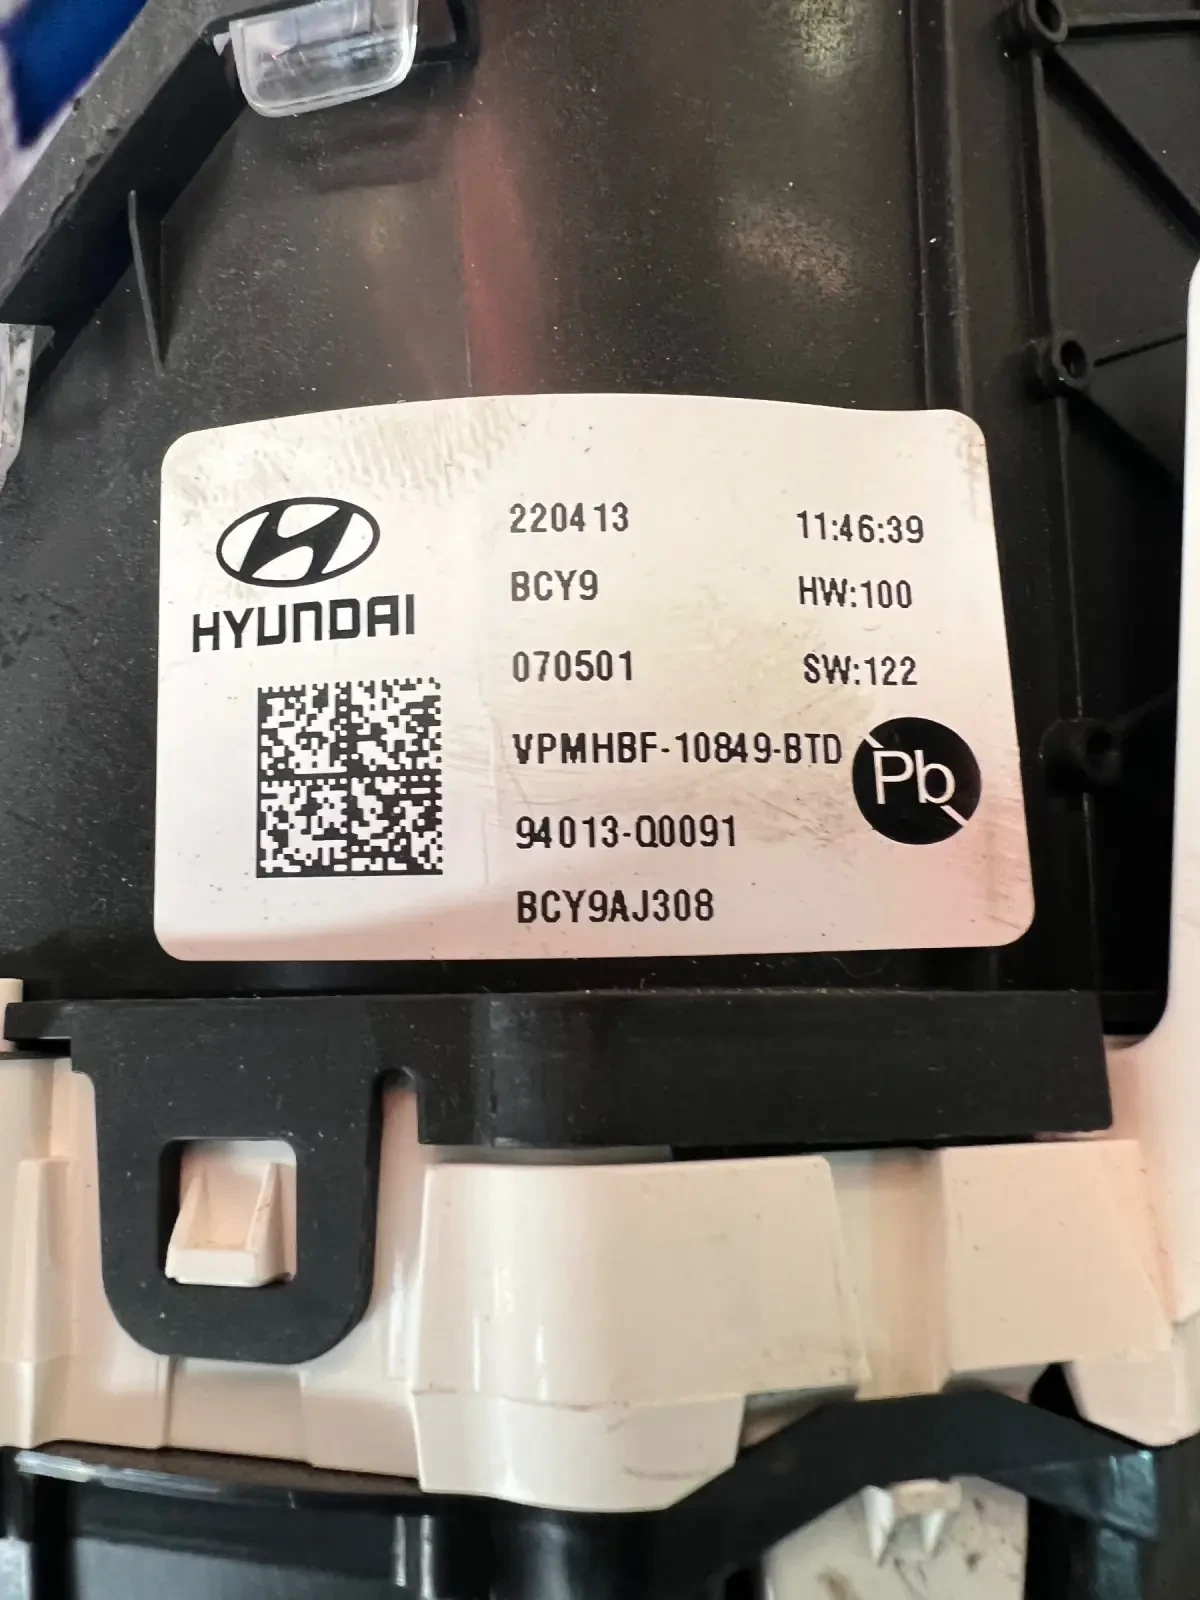 HYUNDAI
220413 11:46:39
BCY9 HW:100
070501 SW:122
VPMHBF-10849-BTD
Pb
94013-Q0091
BCY9AJ308